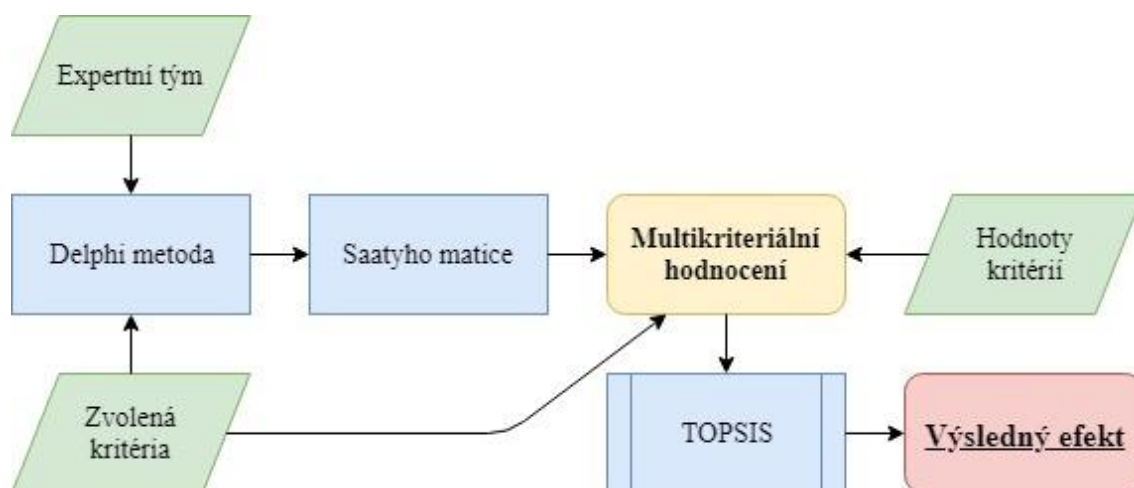 Expertní tým
Delphi metoda
Saatyho matice
Multikriteriální
hodnocení
Hodnoty
kritérií
Zvolená
kritéria
TOPSIS
Výsledný efekt